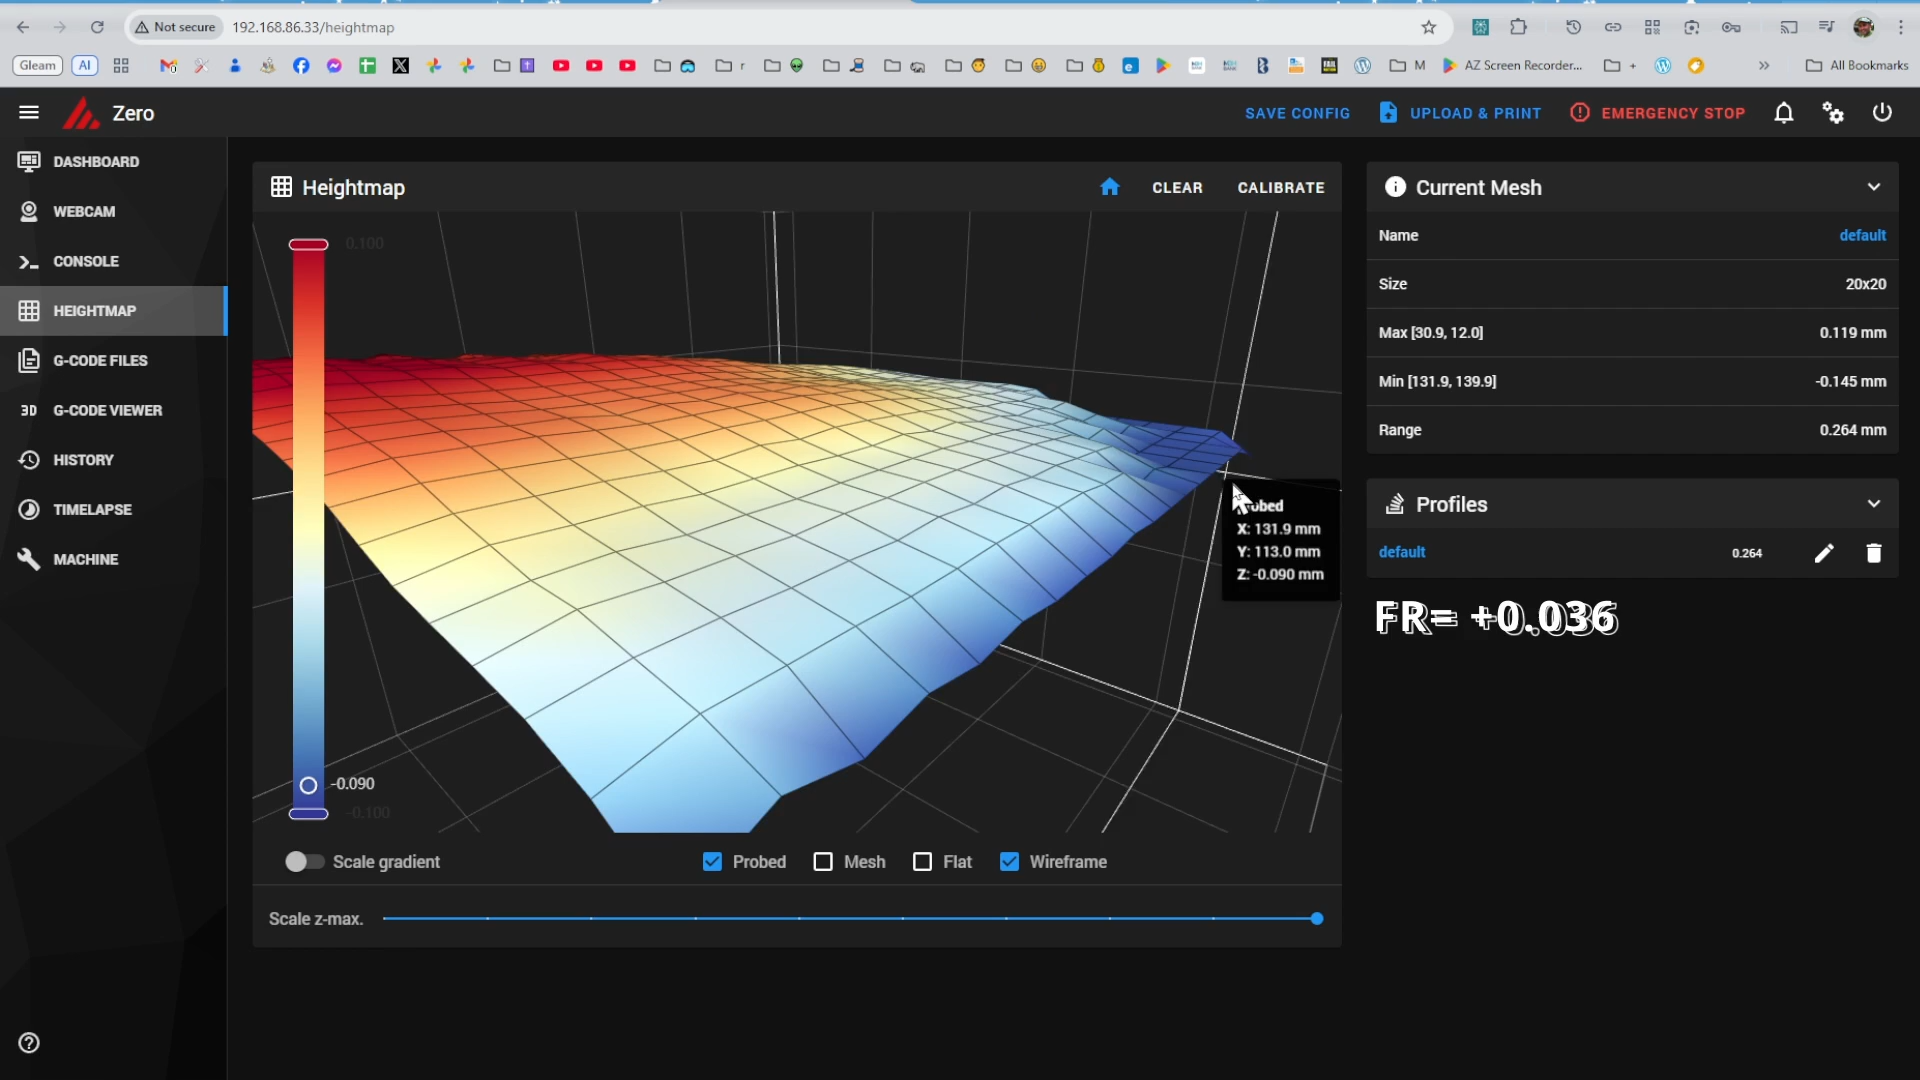 Not secure 192.168.86.33/heightmap
Gleam AI r M AZ Screen Recorder... + » All Bookmarks
Zero SAVE CONFIG UPLOAD & PRINT EMERGENCY STOP
DASHBOARD
WEBCAM
CONSOLE
HEIGHTMAP
G-CODE FILES
3D G-CODE VIEWER
HISTORY
TIMELAPSE
MACHINE
Heightmap CLEAR CALIBRATE
0.100
-0.090
-0.100
X: 131.9 mm
Y: 113.0 mm
Z: -0.090 mm
Scale gradient Probed Mesh Flat Wireframe
Scale z-max.
Current Mesh
Name default
Size 20x20
Max [30.9, 12.0] 0.119 mm
Min [131.9, 139.9] -0.145 mm
Range 0.264 mm
Profiles
default 0.264
FR= +0.036